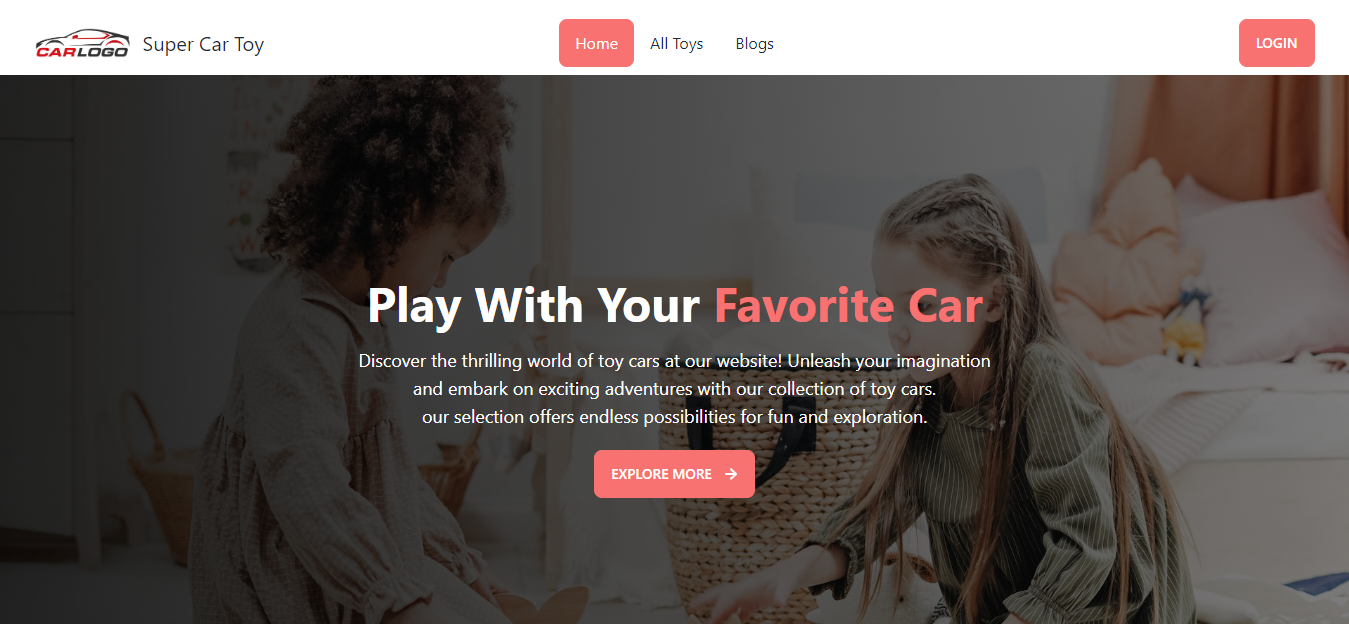 CARLOGO
Super Car Toy
Home
All Toys
Blogs
LOGIN
Play With Your Favorite Car
Discover the thrilling world of toy cars at our website! Unleash your imagination
and embark on exciting adventures with our collection of toy cars.
our selection offers endless possibilities for fun and exploration.
EXPLORE MORE →